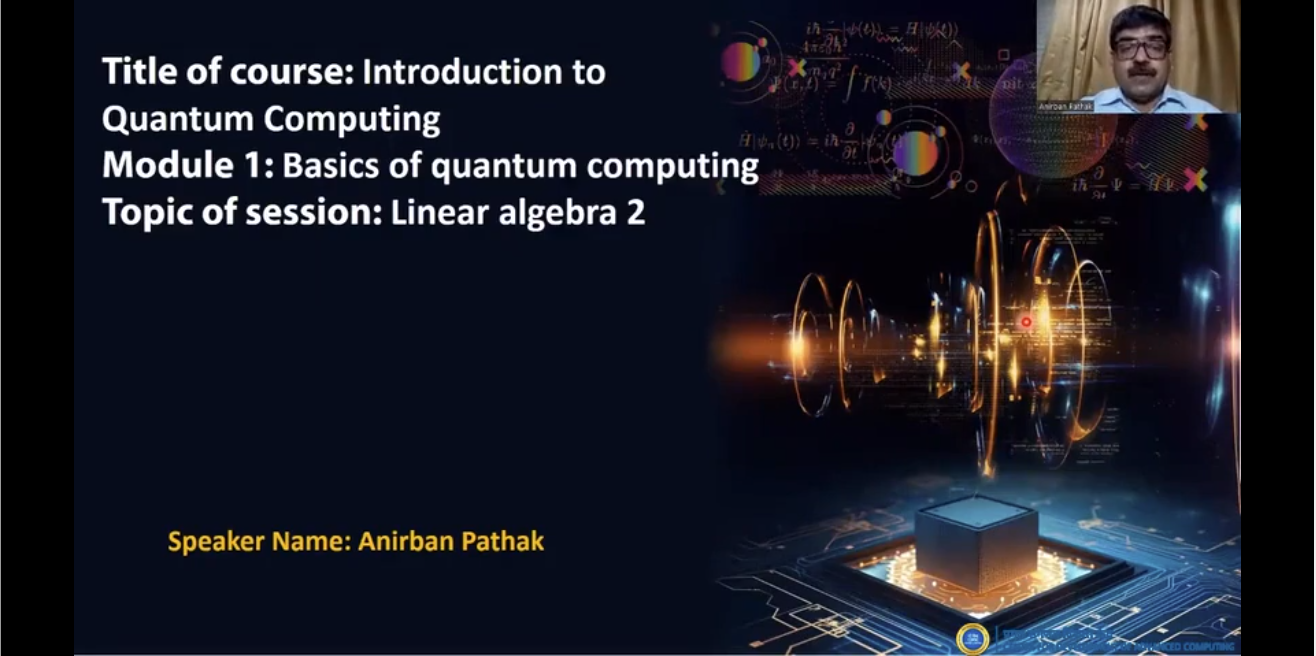 Title of course: Introduction to
Quantum Computing
Module 1: Basics of quantum computing
Topic of session: Linear algebra 2
Speaker Name: Anirban Pathak
Anirban Pathak
ADVANCED COMPUTING